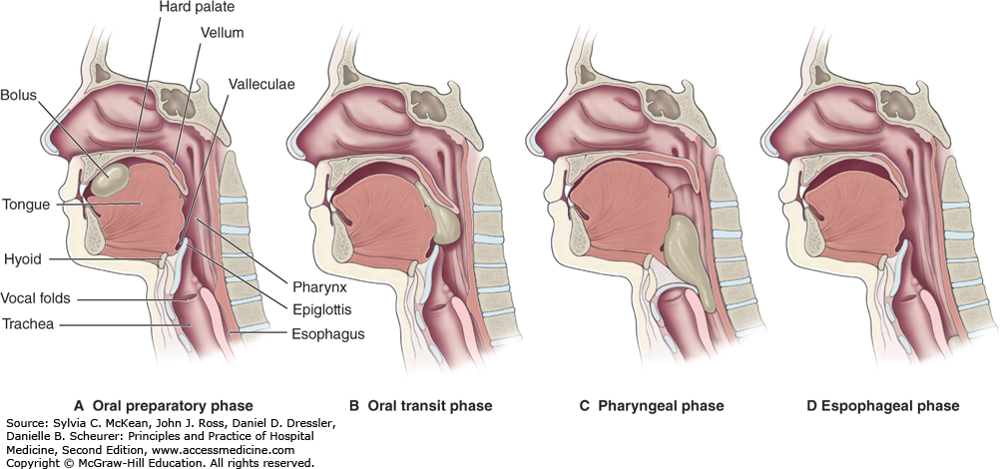 Hard palate
Vellum
Valleculae
Bolus
Tongue
Hyoid
Vocal folds
Trachea
Pharynx
Epiglottis
Esophagus
A Oral preparatory phase
B Oral transit phase
C Pharyngeal phase
D Espophageal phase
Source: Sylvia C. McKean, John J. Ross, Daniel D. Dressler,
Danielle B. Scheurer: Principles and Practice of Hospital
Medicine, Second Edition, www.accessmedicine.com
Copyright © McGraw-Hill Education. All rights reserved.